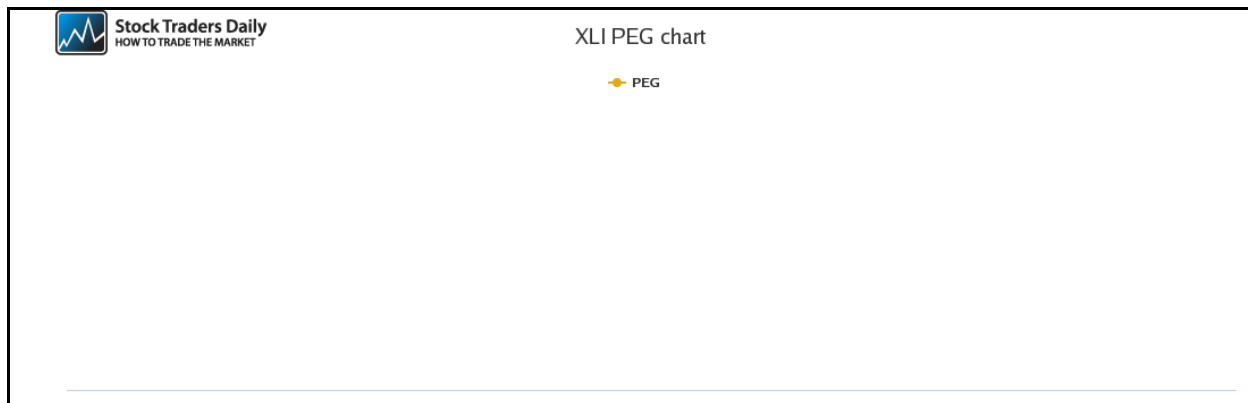 Stock Traders Daily
HOW TO TRADE THE MARKET
XLI PEG chart
PEG